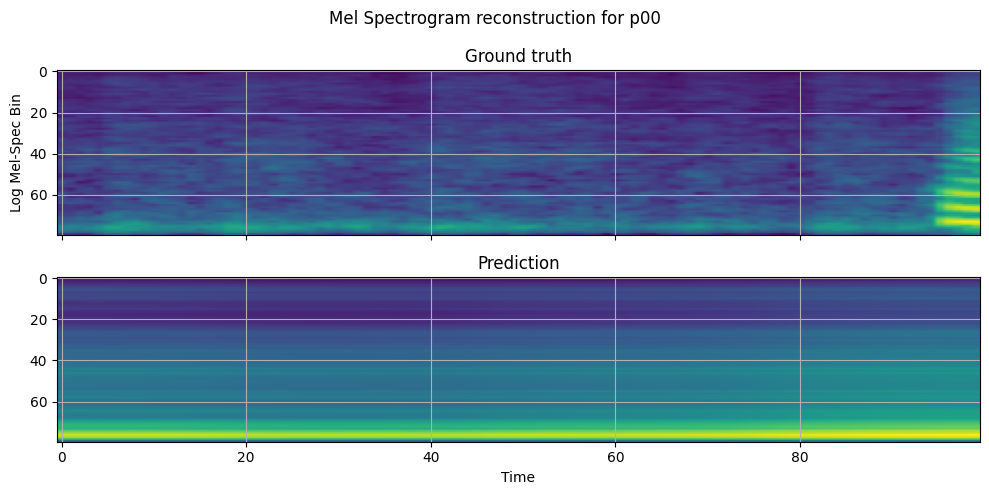 Mel Spectrogram reconstruction for p00
Ground truth
Log Mel-Spec Bin
0
20
40
60
Prediction
0
20
40
60
0 20 40 60 80
Time